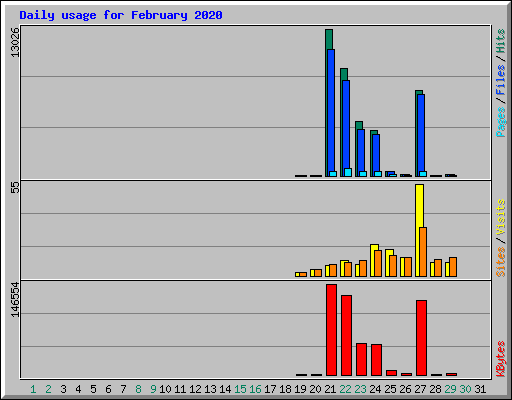 Daily usage for February 2020
13026
Pages / Files / Hits
55
Sites / Visits
146554
KBytes
1 2 3 4 5 6 7 8 9 10 11 12 13 14 15 16 17 18 19 20 21 22 23 24 25 26 27 28 29 30 31